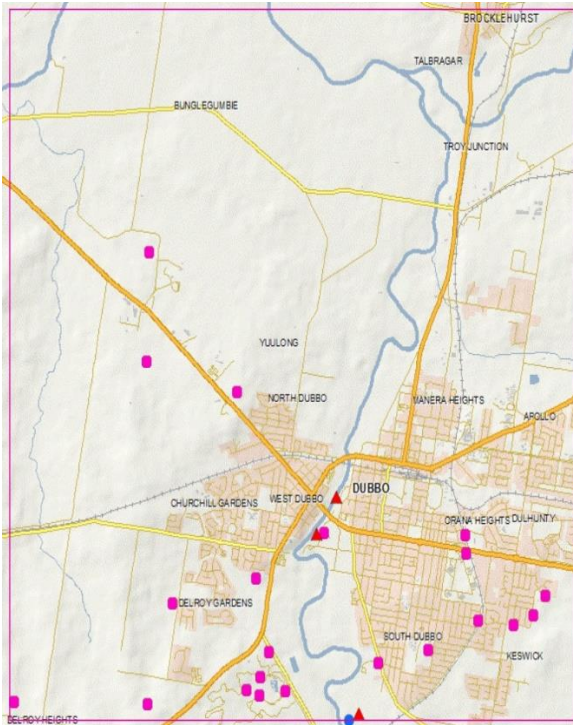 BROCKLEHURST
TALBRAGAR
BUNGLEGUMBIE
TROY JUNCTION
YUULONG
NORTH DUBBO
MANERA HEIGHTS
APOLLO
DUBBO
WEST DUBBO
CHURCHILL GARDENS
ORANA HEIGHTS
DULHUNTY
DELROY GARDENS
SOUTH DUBBO
KESWICK
DELROY HEIGHTS